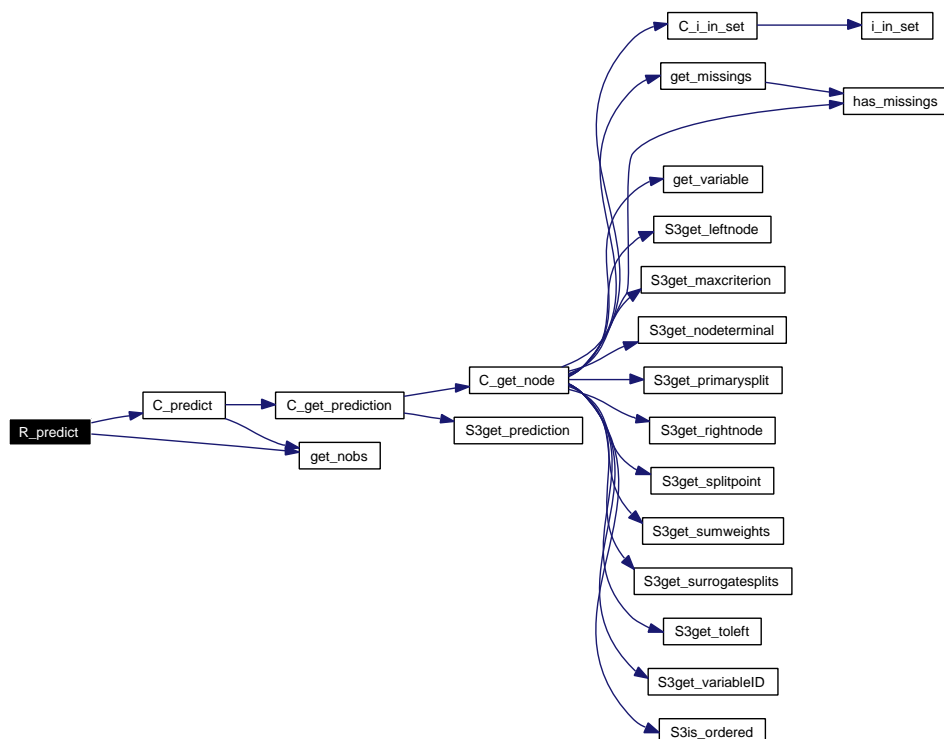 C_i_in_set
i_in_set
get_missings
has_missings
get_variable
S3get_leftnode
S3get_maxcriterion
S3get_nodeterminal
C_get_node
S3get_primarysplit
C_predict
C_get_prediction
R_predict
S3get_prediction
S3get_rightnode
get_nobs
S3get_splitpoint
S3get_sumweights
S3get_surrogatesplits
S3get_toleft
S3get_variableID
S3is_ordered